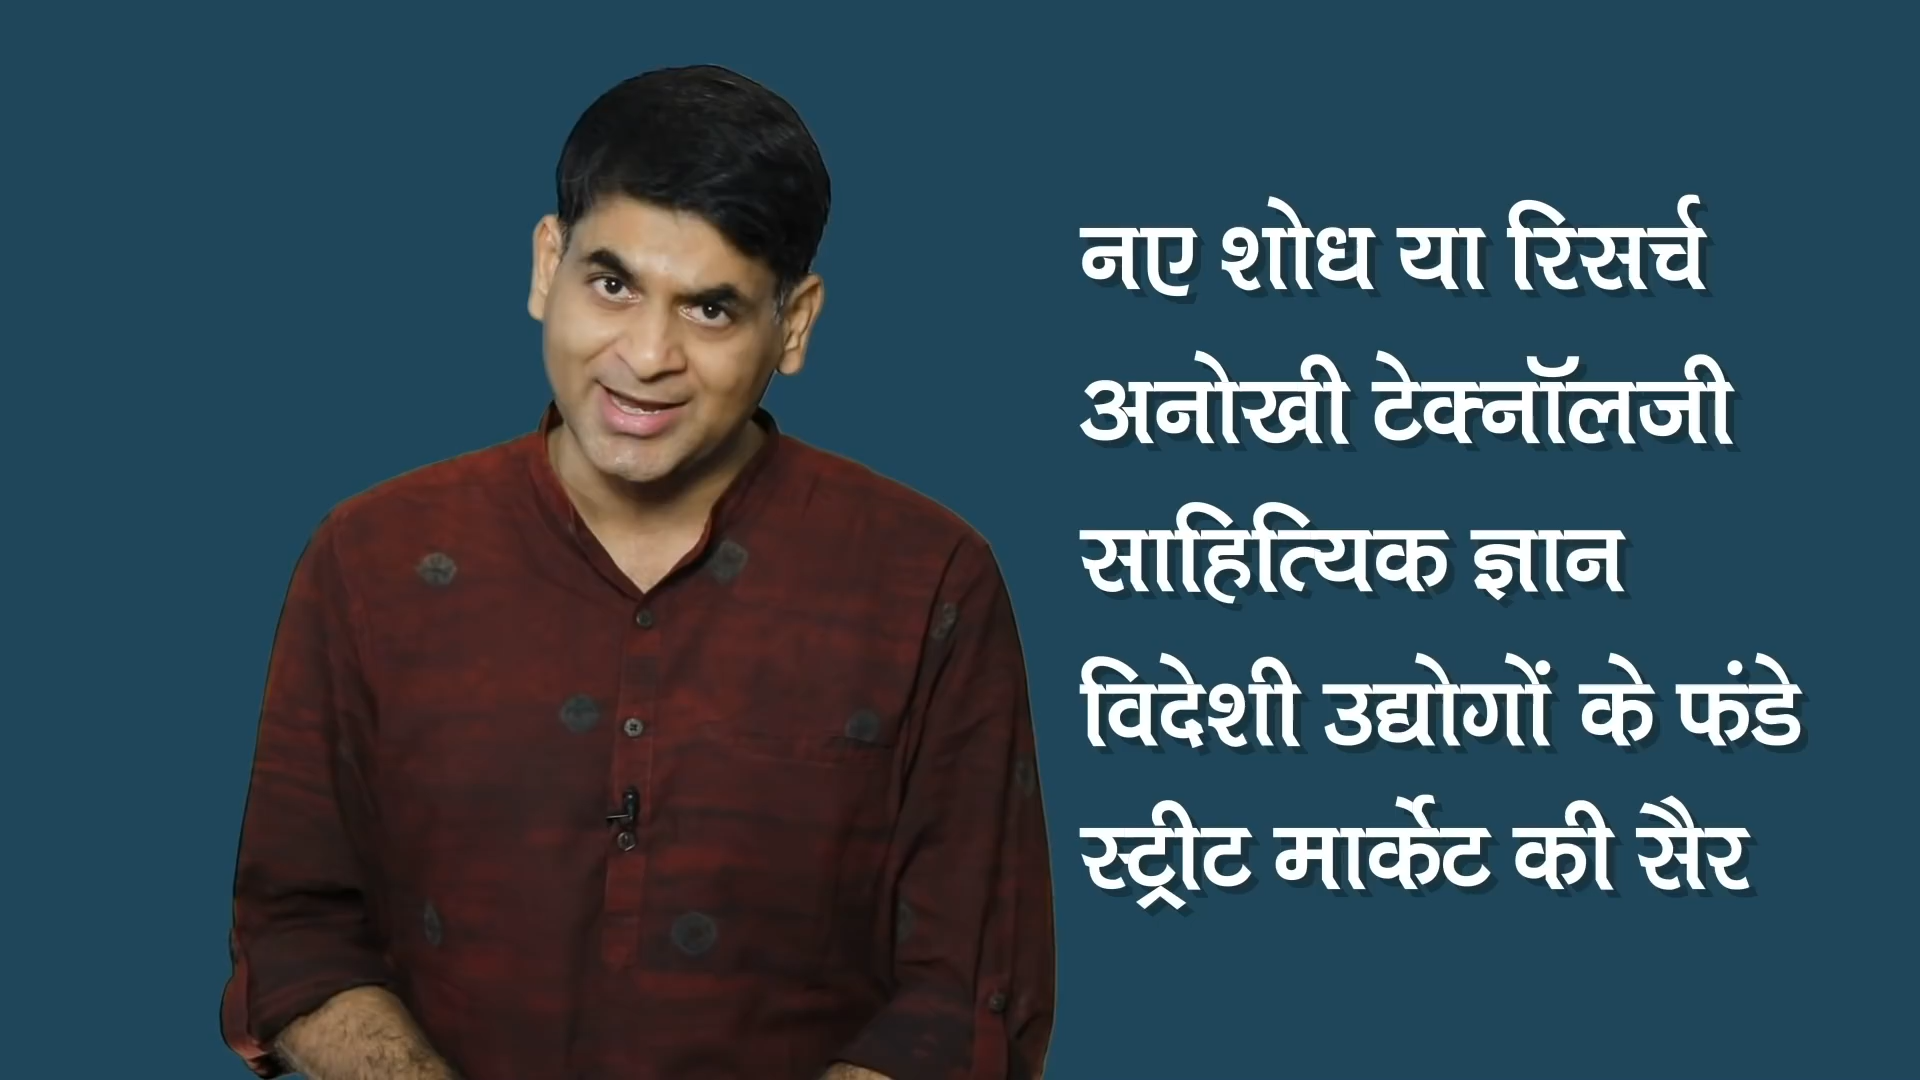 नए शोध या रिसर्च
अनोखी टेक्नॉलजी
साहित्यिक ज्ञान
विदेशी उद्योगों के फंडे
स्ट्रीट मार्केट की सैर